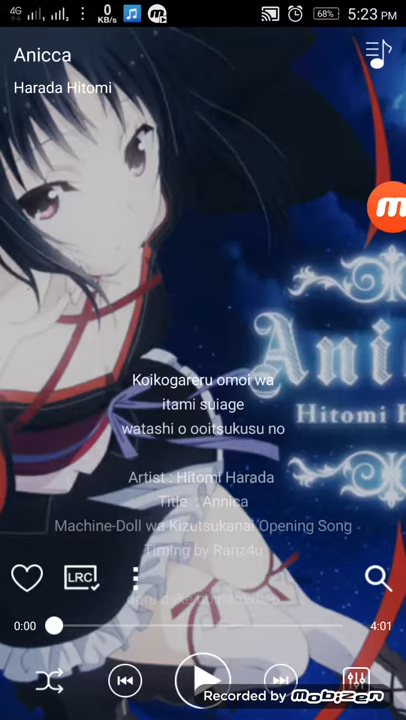 4G
0
KB/s
68%
5:23 PM
Anicca
Harada Hitomi
Ani
Hitomi H
Koikogareru omoi wa
itami suiage
watashi o ooitsukusu no
Artist : Hitomi Harada
Title : Annica
Machine-Doll wa Kizutsukanai Opening Song
Timing by Ranz4u
LRC
0:00
4:01
Recorded by Mobizen